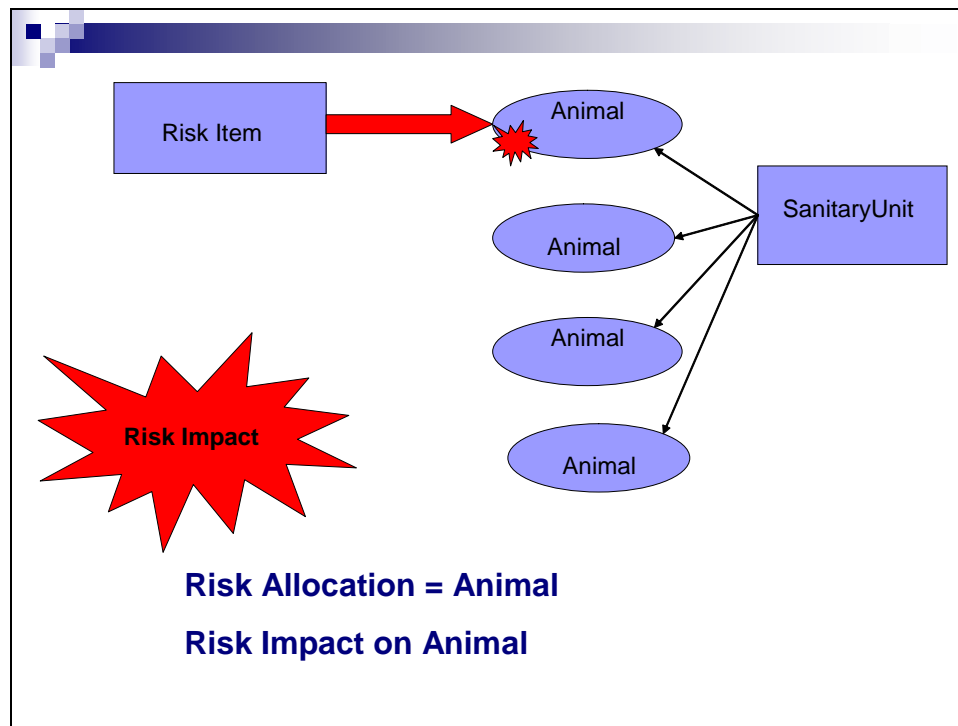 Risk Item
Animal
SanitaryUnit
Animal
Animal
Risk Impact
Animal
Risk Allocation = Animal
Risk Impact on Animal